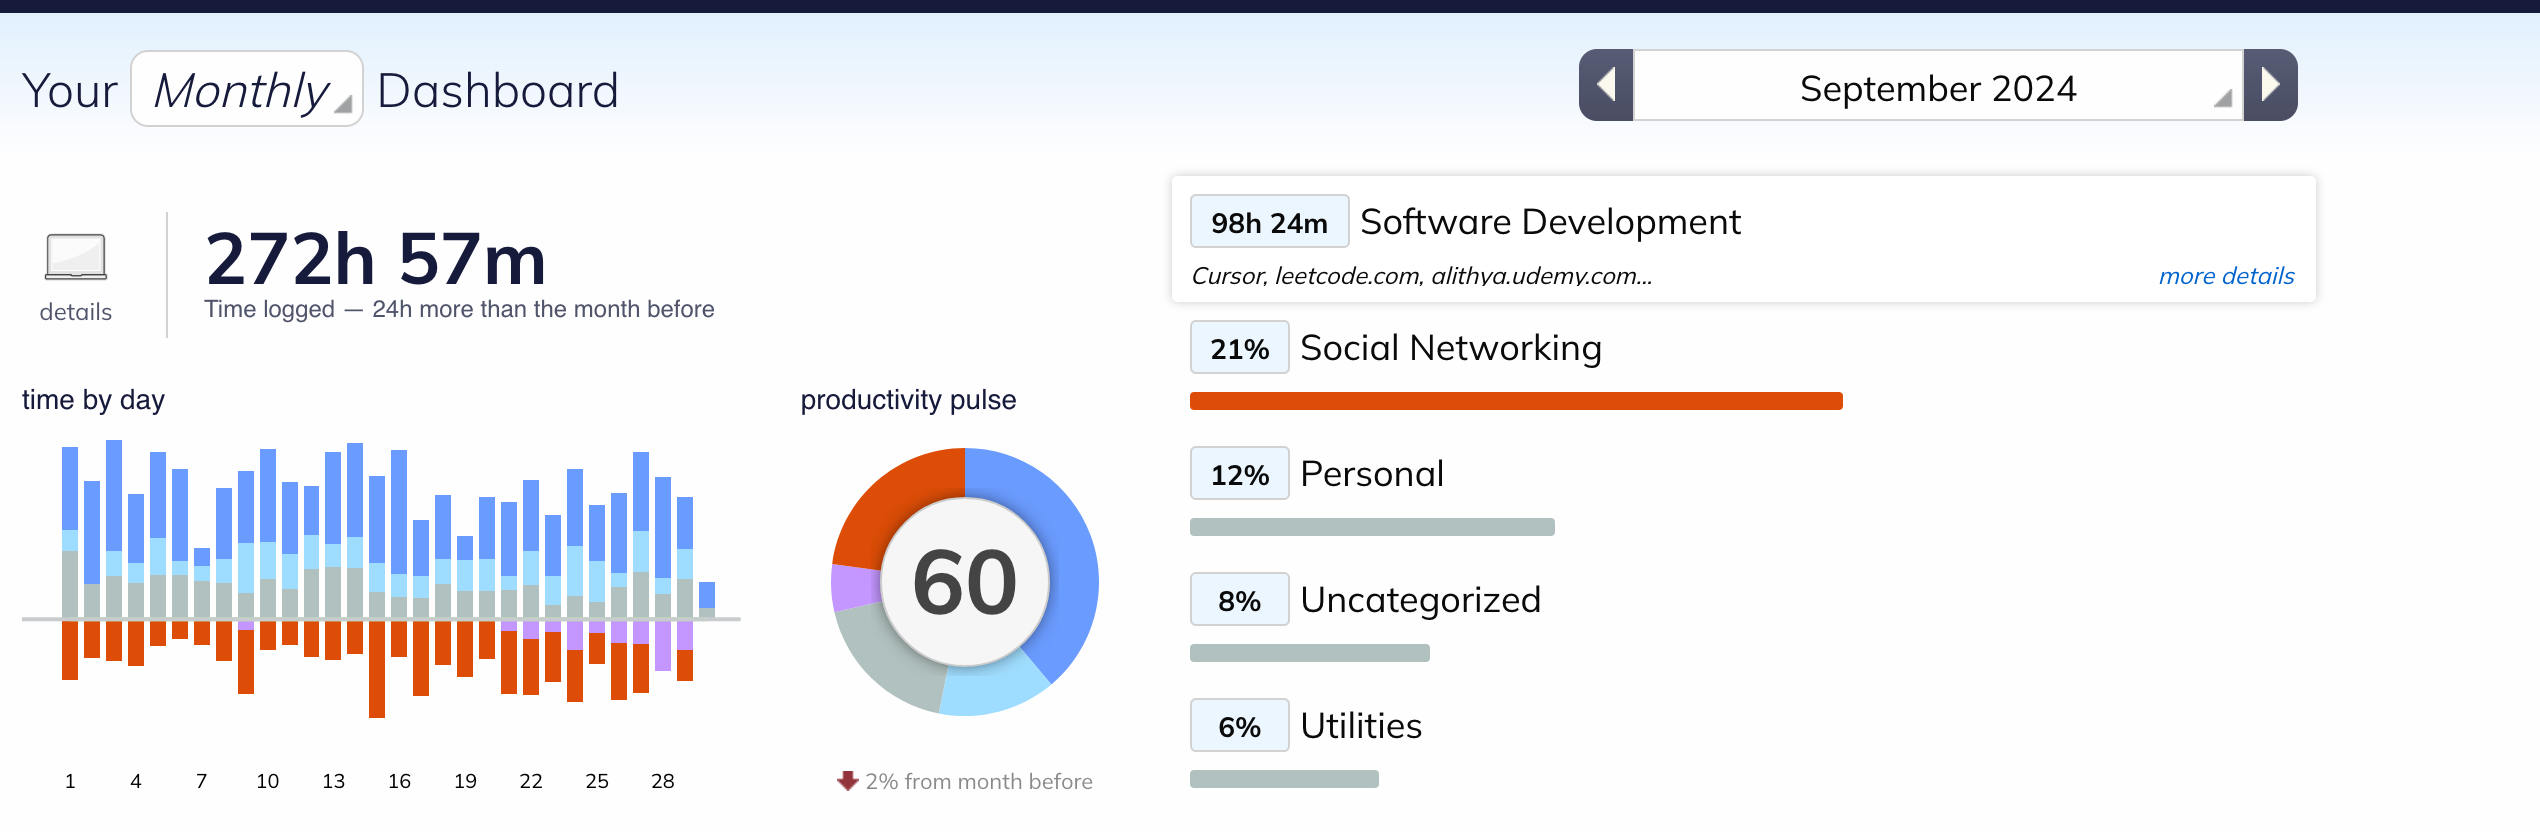 Your Monthly Dashboard
September 2024
272h 57m
details
Time logged — 24h more than the month before
time by day
1 4 7 10 13 16 19 22 25 28
productivity pulse
60
2% from month before
98h 24m Software Development
Cursor, leetcode.com, alithya.udemy.com...
more details
21% Social Networking
12% Personal
8% Uncategorized
6% Utilities